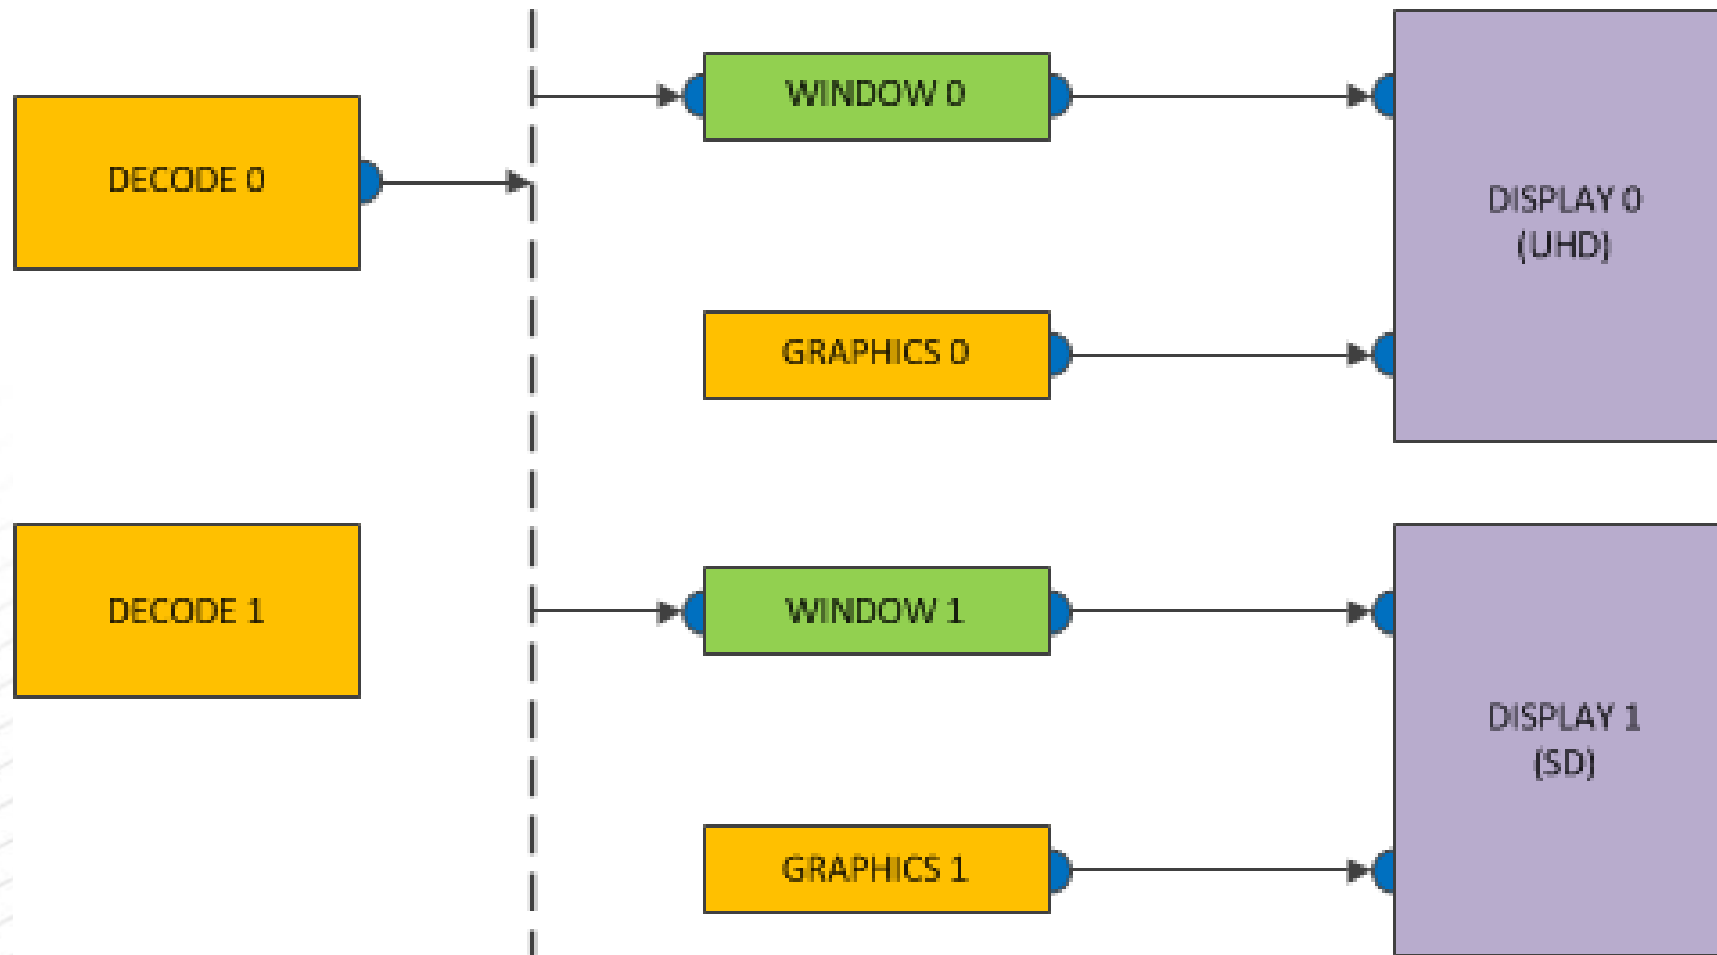 DECODE 0
WINDOW 0
GRAPHICS 0
DISPLAY 0
(UHD)
DECODE 1
WINDOW 1
GRAPHICS 1
DISPLAY 1
(SD)